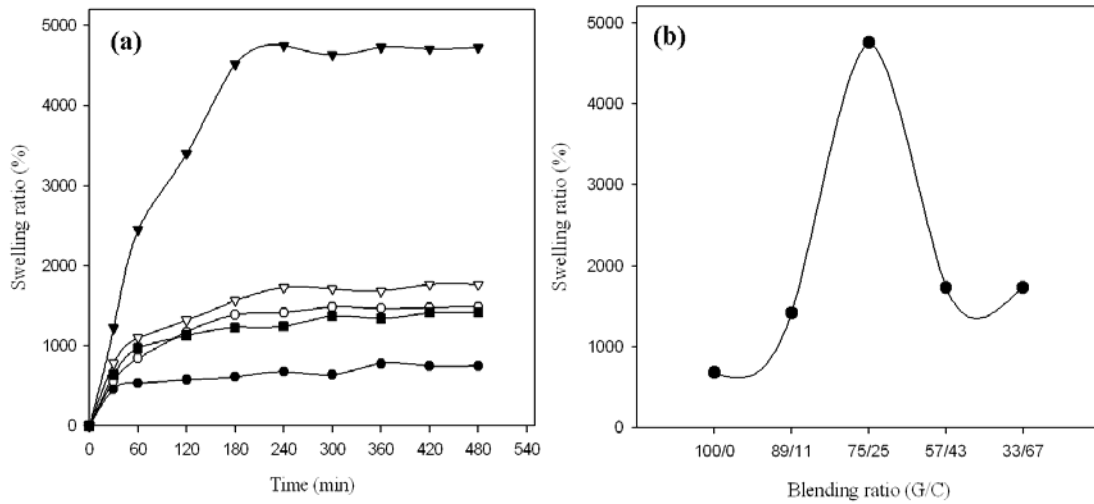 (a)
Swelling ratio (%)
5000
4000
3000
2000
1000
0
0 60 120 180 240 300 360 420 480 540
Time (min)
(b)
Swelling ratio (%)
5000
4000
3000
2000
1000
0
100/0 89/11 75/25 57/43 33/67
Blending ratio (G/C)